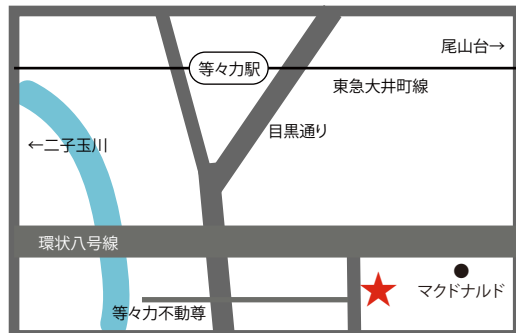 尾山台→
等々力駅
東急大井町線
目黒通り
←二子玉川
環状八号線
マクドナルド
等々力不動尊